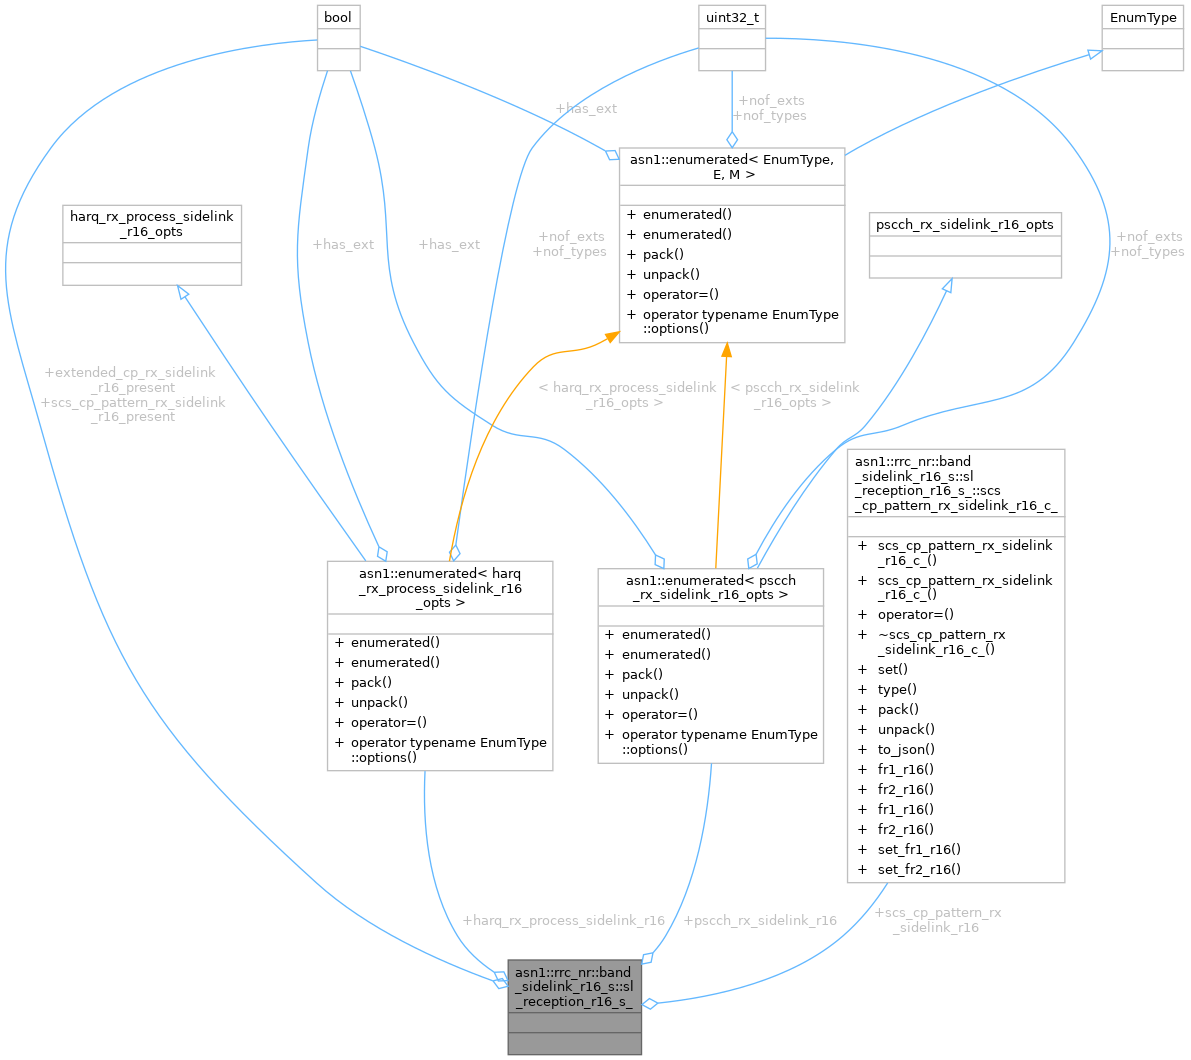 bool
uint32_t
EnumType
+has_ext
+nof_exts
+nof_types
asn1::enumerated< EnumType,
E, M >
+ enumerated()
+ enumerated()
+ pack()
+ unpack()
+ operator=()
+ operator typename EnumType
::options()
harq_rx_process_sidelink
_r16_opts
pscch_rx_sidelink_r16_opts
+has_ext
+has_ext
+nof_exts
+nof_types
+nof_exts
+nof_types
+extended_cp_rx_sidelink
_r16_present
+scs_cp_pattern_rx_sidelink
_r16_present
< harq_rx_process_sidelink
_r16_opts >
< pscch_rx_sidelink
_r16_opts >
asn1::rrc_nr::band
_sidelink_r16_s::sl
_reception_r16_s_::scs
_cp_pattern_rx_sidelink_r16_c_
+ scs_cp_pattern_rx_sidelink
_r16_c_()
+ scs_cp_pattern_rx_sidelink
_r16_c_()
+ operator=()
+ ~scs_cp_pattern_rx
_sidelink_r16_c_()
+ set()
+ type()
+ pack()
+ unpack()
+ to_json()
+ fr1_r16()
+ fr2_r16()
+ fr1_r16()
+ fr2_r16()
+ set_fr1_r16()
+ set_fr2_r16()
asn1::enumerated< harq
_rx_process_sidelink_r16
_opts >
+ enumerated()
+ enumerated()
+ pack()
+ unpack()
+ operator=()
+ operator typename EnumType
::options()
asn1::enumerated< pscch
_rx_sidelink_r16_opts >
+ enumerated()
+ enumerated()
+ pack()
+ unpack()
+ operator=()
+ operator typename EnumType
::options()
+harq_rx_process_sidelink_r16
+pscch_rx_sidelink_r16
+scs_cp_pattern_rx
_sidelink_r16
asn1::rrc_nr::band
_sidelink_r16_s::sl
_reception_r16_s_